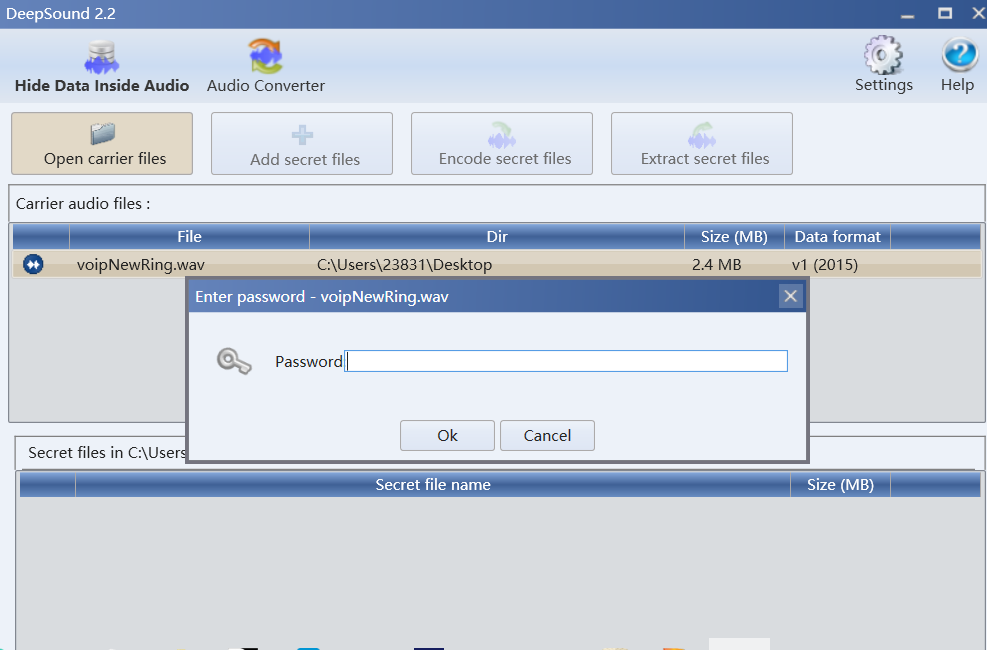 DeepSound 2.2
Hide Data Inside Audio
Audio Converter
Settings
Help
Open carrier files
Add secret files
Encode secret files
Extract secret files
Carrier audio files :
File Dir Size (MB) Data format
voipNewRing.wav C:\Users\23831\Desktop 2.4 MB v1 (2015)
Enter password - voipNewRing.wav
Password
Ok
Cancel
Secret files in C:\Users
Secret file name Size (MB)